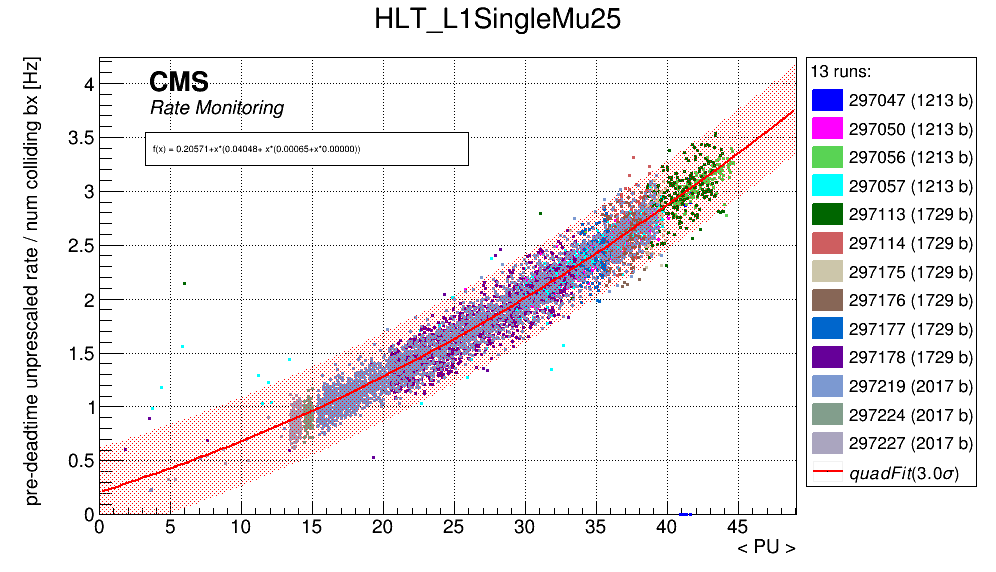 HLT_L1SingleMu25
pre-deadtime unprescaled rate / num colliding bx [Hz]
CMS
Rate Monitoring
f(x) = 0.20571+x*(0.04048+ x*(0.00065+x*0.00000))
4
3.5
3
2.5
2
1.5
1
0.5
0
0 5 10 15 20 25 30 35 40 45
< PU >
13 runs:
297047 (1213 b)
297050 (1213 b)
297056 (1213 b)
297057 (1213 b)
297113 (1729 b)
297114 (1729 b)
297175 (1729 b)
297176 (1729 b)
297177 (1729 b)
297178 (1729 b)
297219 (2017 b)
297224 (2017 b)
297227 (2017 b)
quadFit(3.0σ)